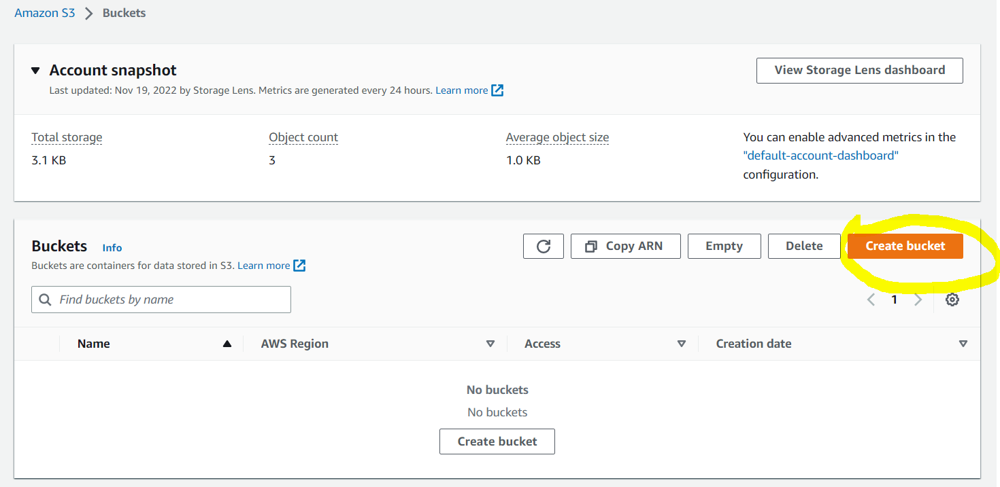 Amazon S3 > Buckets
Account snapshot
View Storage Lens dashboard
Last updated: Nov 19, 2022 by Storage Lens. Metrics are generated every 24 hours. Learn more
Total storage
3.1 KB
Object count
3
Average object size
1.0 KB
You can enable advanced metrics in the
"default-account-dashboard"
configuration.
Buckets Info
Buckets are containers for data stored in S3. Learn more
Copy ARN
Empty
Delete
Create bucket
Find buckets by name
1
Name
AWS Region
Access
Creation date
No buckets
No buckets
Create bucket